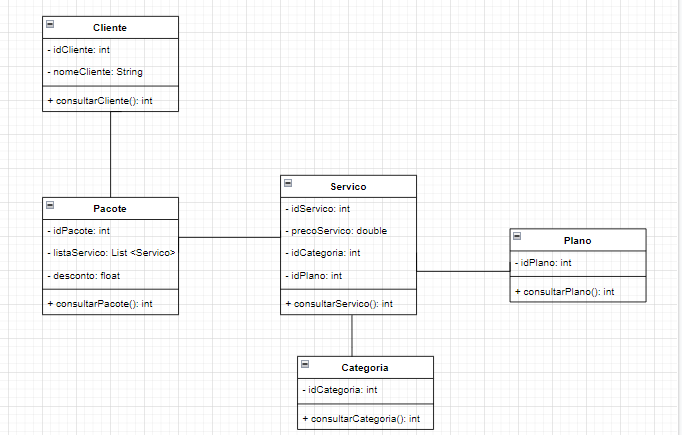 Cliente
- idCliente: int
- nomeCliente: String
+ consultarCliente(): int
Pacote
- idPacote: int
- listaServico: List <Servico>
- desconto: float
+ consultarPacote(): int
Servico
- idServico: int
- precoServico: double
- idCategoria: int
- idPlano: int
+ consultarServico(): int
Plano
- idPlano: int
+ consultarPlano(): int
Categoria
- idCategoria: int
+ consultarCategoria(): int